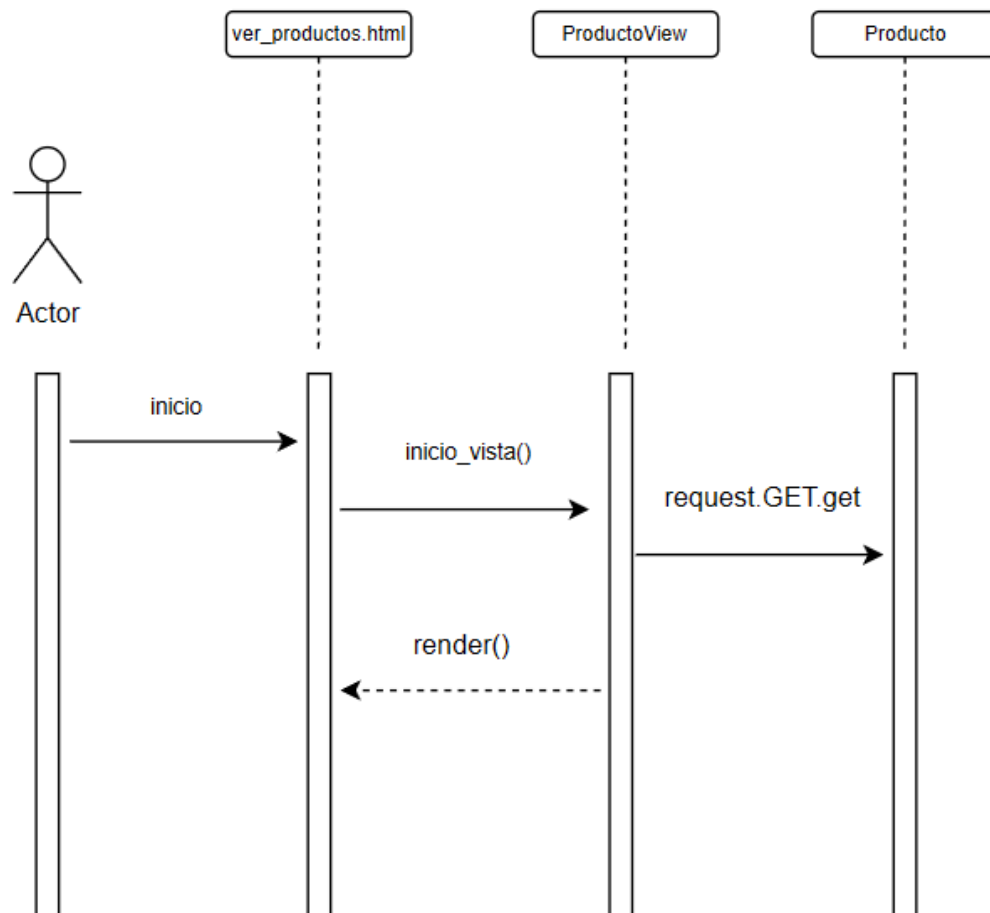 ver_productos.html
ProductoView
Producto
Actor
inicio
inicio_vista()
request.GET.get
render()